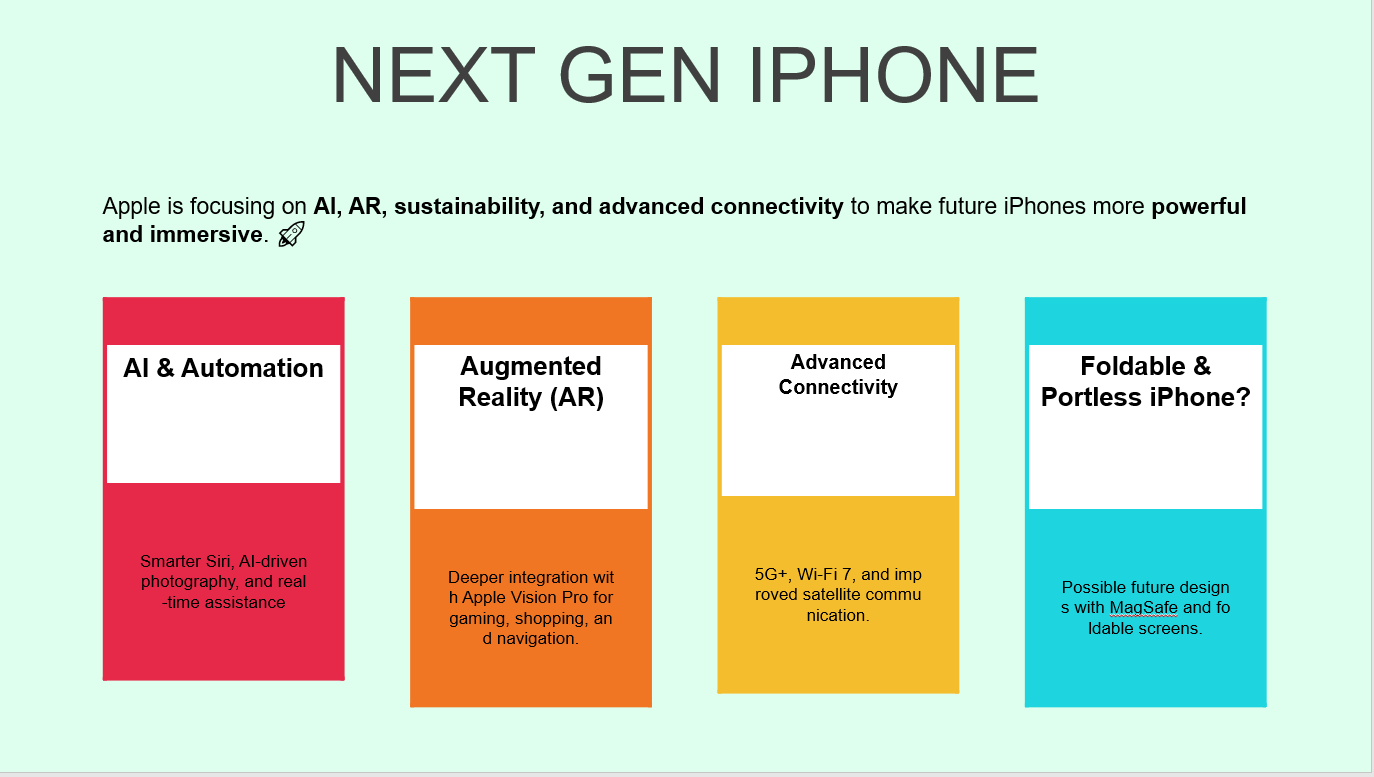 NEXT GEN IPHONE
Apple is focusing on AI, AR, sustainability, and advanced connectivity to make future iPhones more powerful
and immersive. 🚀
AI & Automation
Smarter Siri, AI-driven
photography, and real
-time assistance
Augmented
Reality (AR)
Deeper integration wit
h Apple Vision Pro for
gaming, shopping, an
d navigation.
Advanced
Connectivity
5G+, Wi-Fi 7, and imp
roved satellite commu
nication.
Foldable &
Portless iPhone?
Possible future design
s with MagSafe and fo
ldable screens.